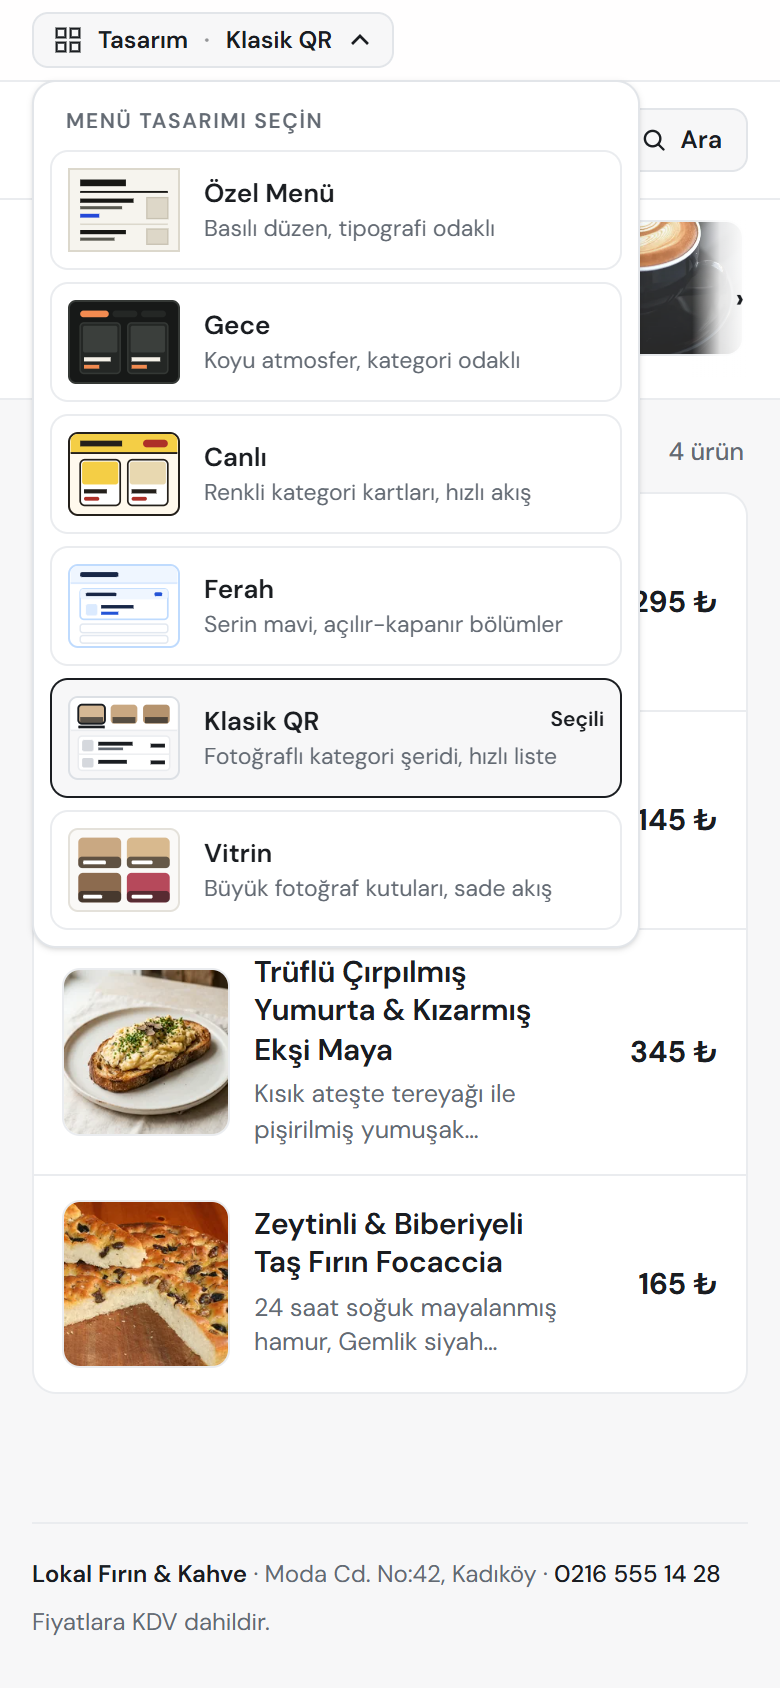 Tasarım · Klasik QR
MENÜ TASARIMI SEÇİN
Ara
Özel Menü
Basılı düzen, tipografi odaklı
Gece
Koyu atmosfer, kategori odaklı
4 ürün
Canlı
Renkli kategori kartları, hızlı akış
Ferah
Serin mavi, açılır-kapanır bölümler
295 ₺
Klasik QR
Seçili
Fotoğraflı kategori şeridi, hızlı liste
145 ₺
Vitrin
Büyük fotoğraf kutuları, sade akış
Trüflü Çırpılmış
Yumurta & Kızarmış
Ekşi Maya
345 ₺
Kısık ateşte tereyağı ile
pişirilmiş yumuşak...
Zeytinli & Biberiyeli
Taş Fırın Focaccia
165 ₺
24 saat soğuk mayalanmış
hamur, Gemlik siyah...
Lokal Fırın & Kahve · Moda Cd. No:42, Kadıköy · 0216 555 14 28
Fiyatlara KDV dahildir.